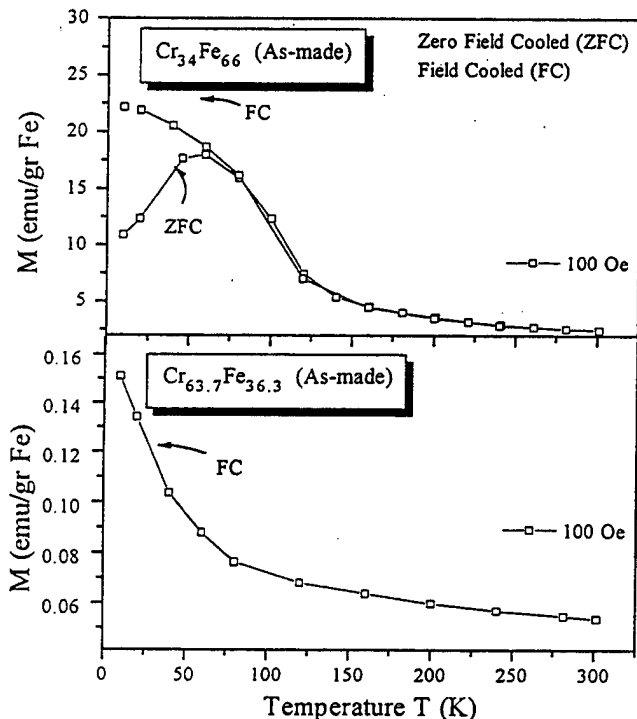 30
25
20
15
10
5
M (emu/gr Fe)
Cr34Fe66 (As-made)
Zero Field Cooled (ZFC)
Field Cooled (FC)
FC
ZFC
100 Oe
0.16
0.14
0.12
0.10
0.08
0.06
M (emu/gr Fe)
Cr63.7Fe36.3 (As-made)
FC
100 Oe
0 50 100 150 200 250 300
Temperature T (K)